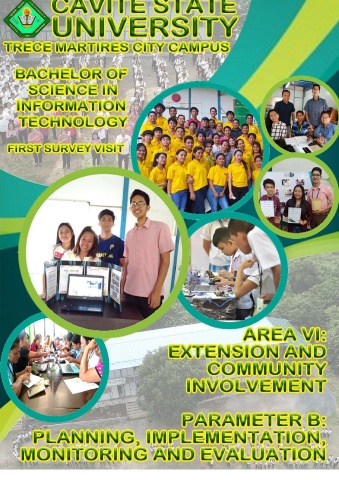 CAVITE STATE
UNIVERSITY
TRECE MARTIRES CITY CAMPUS
BACHELOR OF
SCIENCE IN
INFORMATION
TECHNOLOGY
FIRST SURVEY VISIT
AREA VI:
EXTENSION AND
COMMUNITY
INVOLVEMENT
PARAMETER B:
PLANNING, IMPLEMENTATION,
MONITORING AND EVALUATION